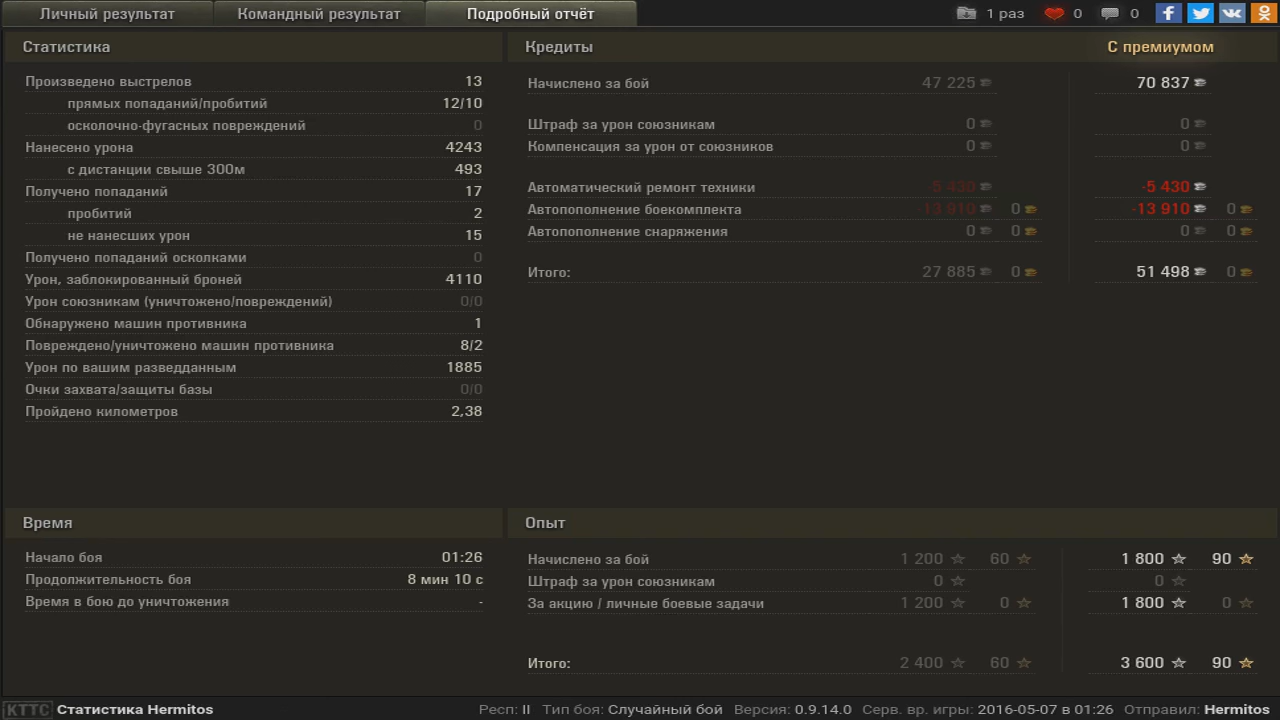 Личный результат Командный результат Подробный отчёт 1 раз 0 0
Статистика
Произведено выстрелов 13
прямых попаданий/пробитий 12/10
осколочно-фугасных повреждений 0
Нанесено урона 4243
с дистанции свыше 300м 493
Получено попаданий 17
пробитий 2
не нанесших урон 15
Получено попаданий осколками 0
Урон, заблокированный броней 4110
Урон союзникам (уничтожено/повреждений) 0/0
Обнаружено машин противника 1
Повреждено/уничтожено машин противника 8/2
Урон по вашим разведданным 1885
Очки захвата/защиты базы 0/0
Пройдено километров 2,38
Кредиты С премиумом
Начислено за бой 47 225 70 837
Штраф за урон союзникам 0 0
Компенсация за урон от союзников 0 0
Автоматический ремонт техники -5 430 -5 430
Автопополнение боекомплекта -13 910 0 -13 910 0
Автопополнение снаряжения 0 0 0 0
Итого: 27 885 0 51 498 0
Время
Начало боя 01:26
Продолжительность боя 8 мин 10 с
Время в бою до уничтожения -
Опыт
Начислено за бой 1 200 60 1 800 90
Штраф за урон союзникам 0 0
За акцию / личные боевые задачи 1 200 0 1 800 0
Итого: 2 400 60 3 600 90
КТТС Статистика Hermitos Респ: II Тип боя: Случайный бой Версия: 0.9.14.0 Серв. вр. игры: 2016-05-07 в 01:26 Отправил: Hermitos